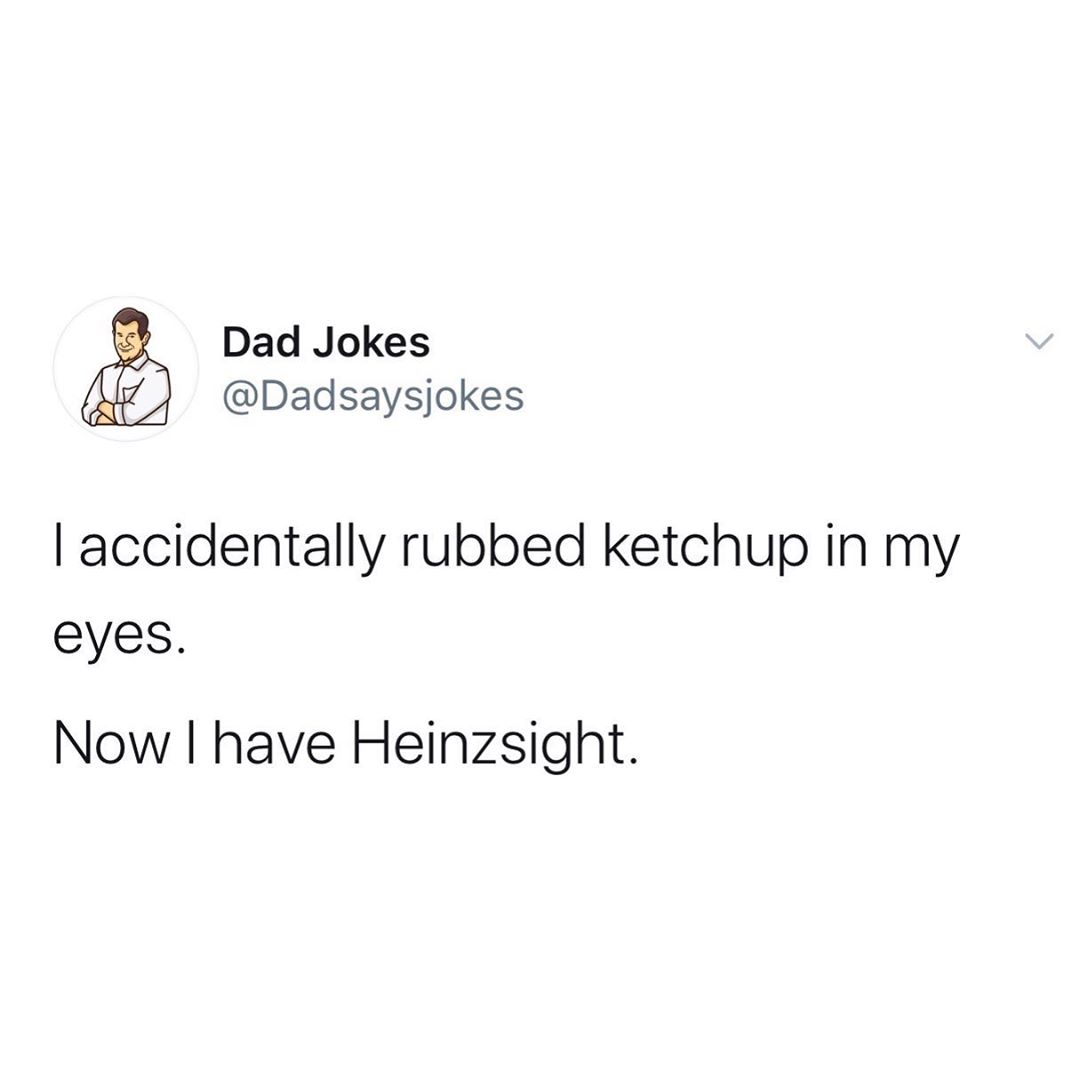 Dad Jokes
@Dadsaysjokes
I accidentally rubbed ketchup in my
eyes.
Now I have Heinzsight.